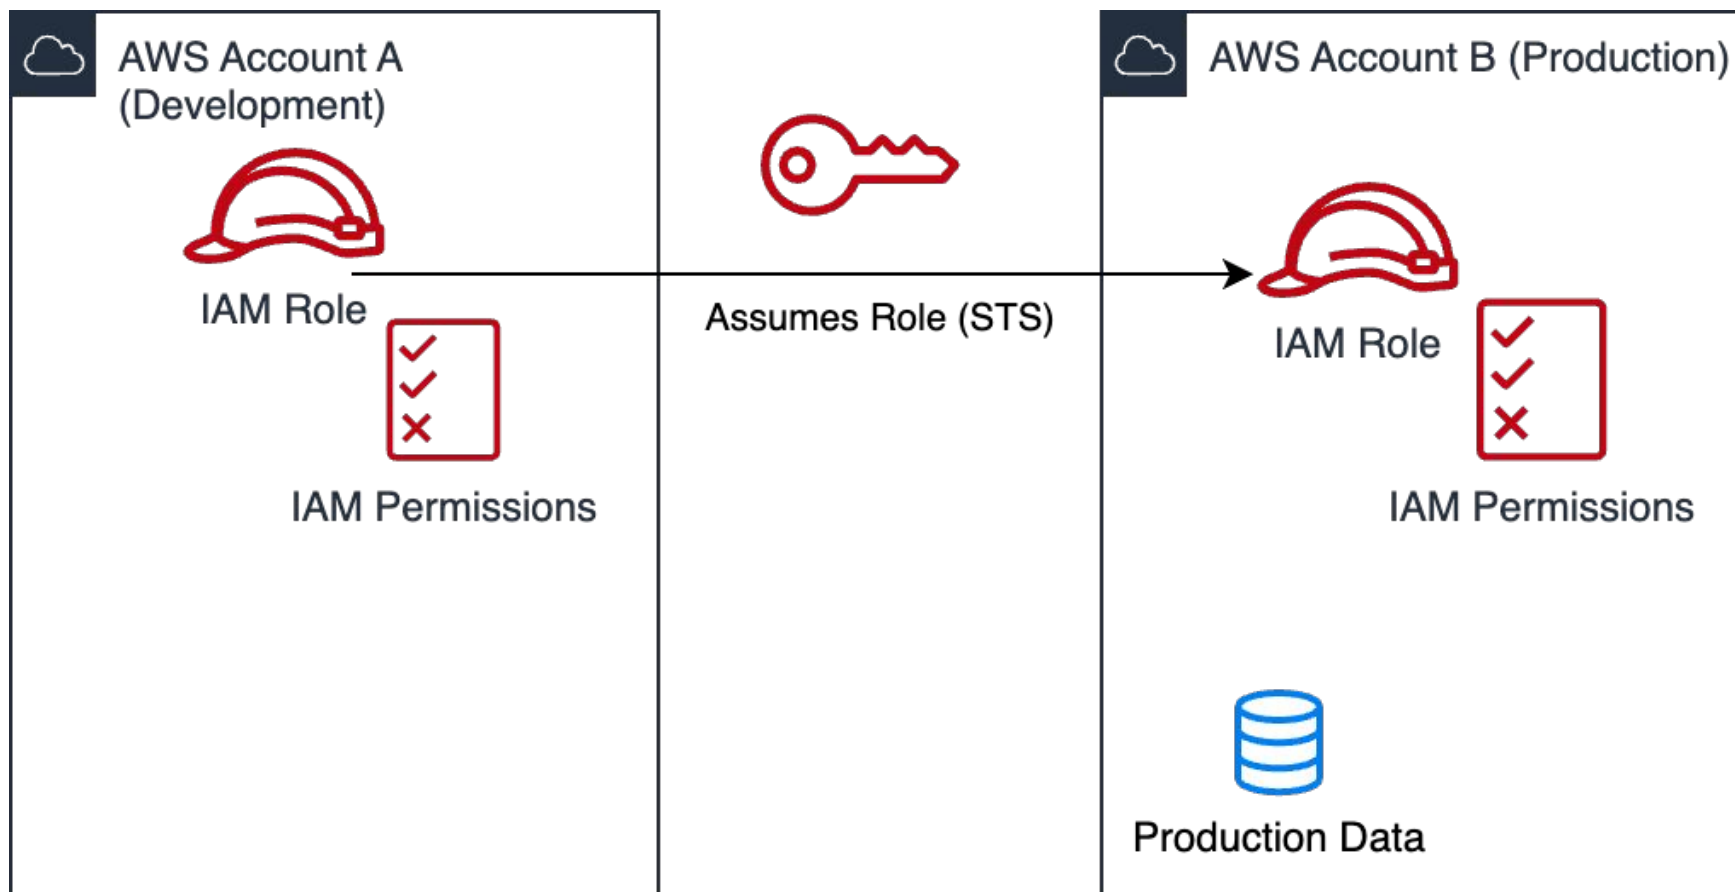 AWS Account A
(Development)
IAM Role
IAM Permissions
Assumes Role (STS)
AWS Account B (Production)
IAM Role
IAM Permissions
Production Data